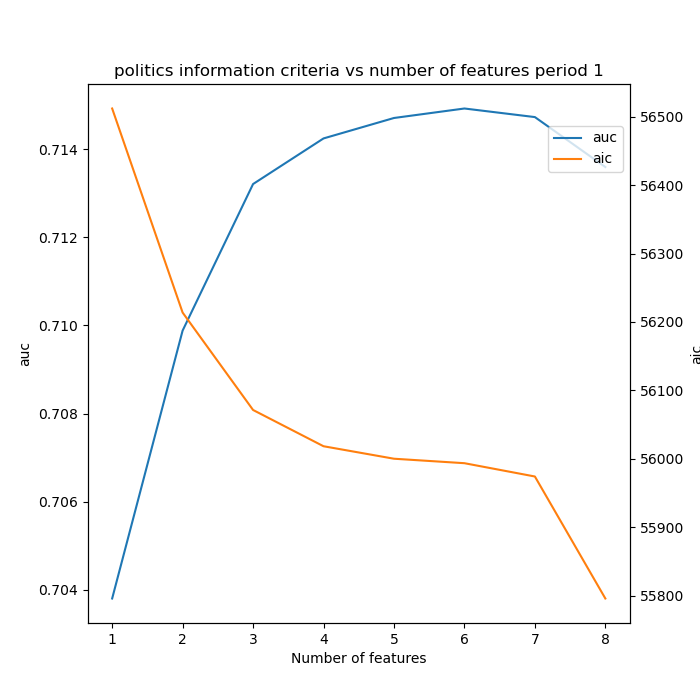 politics information criteria vs number of features period 1
auc
aic
0.714
0.712
0.710
0.708
0.706
0.704
auc
56500
56400
56300
56200
56100
56000
55900
55800
aic
1 2 3 4 5 6 7 8
Number of features